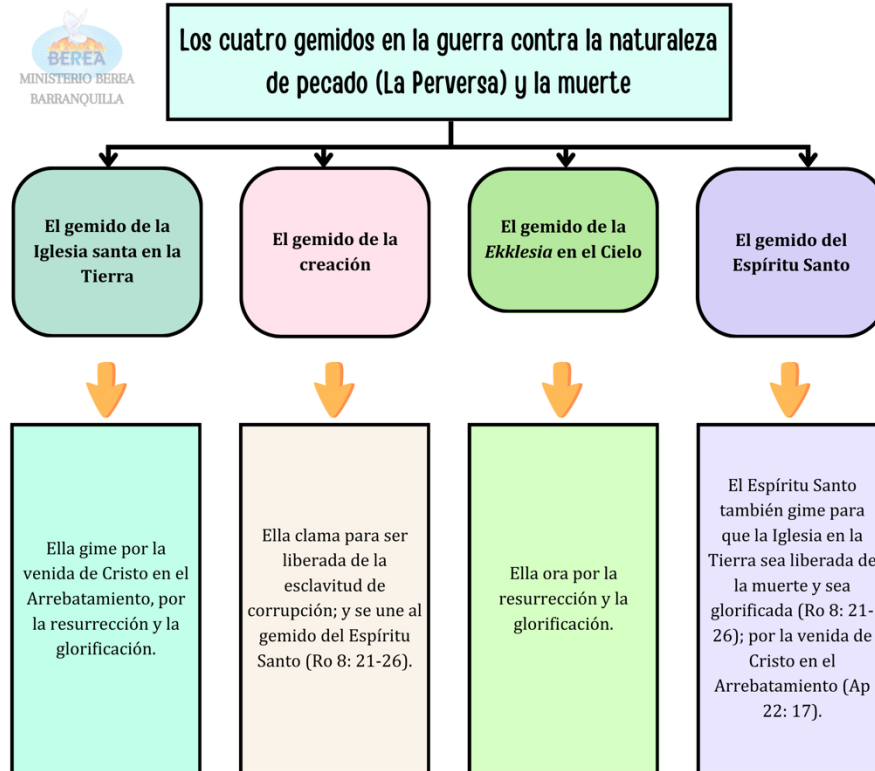 BEREA
MINISTERIO BEREA
BARRANQUILLA
Los cuatro gemidos en la guerra contra la naturaleza
de pecado (La Perversa) y la muerte
El gemido de la
Iglesia santa en la
Tierra
El gemido de la
creación
El gemido de la
Ekklesia en el Cielo
El gemido del
Espíritu Santo
Ella gime por la
venida de Cristo en el
Arrebatamiento, por
la resurrección y la
glorificación.
Ella clama para ser
liberada de la
esclavitud de
corrupción; y se une al
gemido del Espíritu
Santo (Ro 8: 21-26).
Ella ora por la
resurrección y la
glorificación.
El Espíritu Santo
también gime para
que la Iglesia en la
Tierra sea liberada de
la muerte y sea
glorificada (Ro 8: 21-
26); por la venida de
Cristo en el
Arrebatamiento (Ap
22: 17).